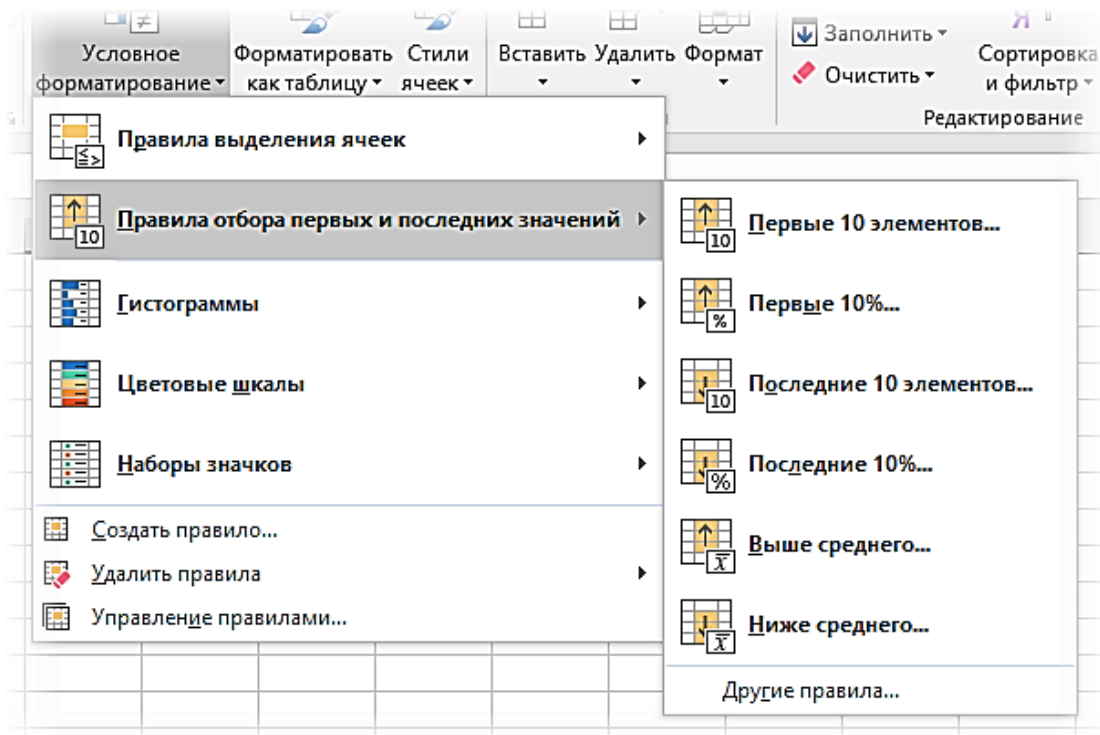 Условное форматирование
Форматировать как таблицу
Стили ячеек
Вставить
Удалить
Формат
Заполнить
Очистить
Сортировка и фильтр
Редактирование
Правила выделения ячеек
Правила отбора первых и последних значений
Гистограммы
Цветовые шкалы
Наборы значков
Создать правило...
Удалить правила
Управление правилами...
Первые 10 элементов...
Первые 10%...
Последние 10 элементов...
Последние 10%...
Выше среднего...
Ниже среднего...
Другие правила...